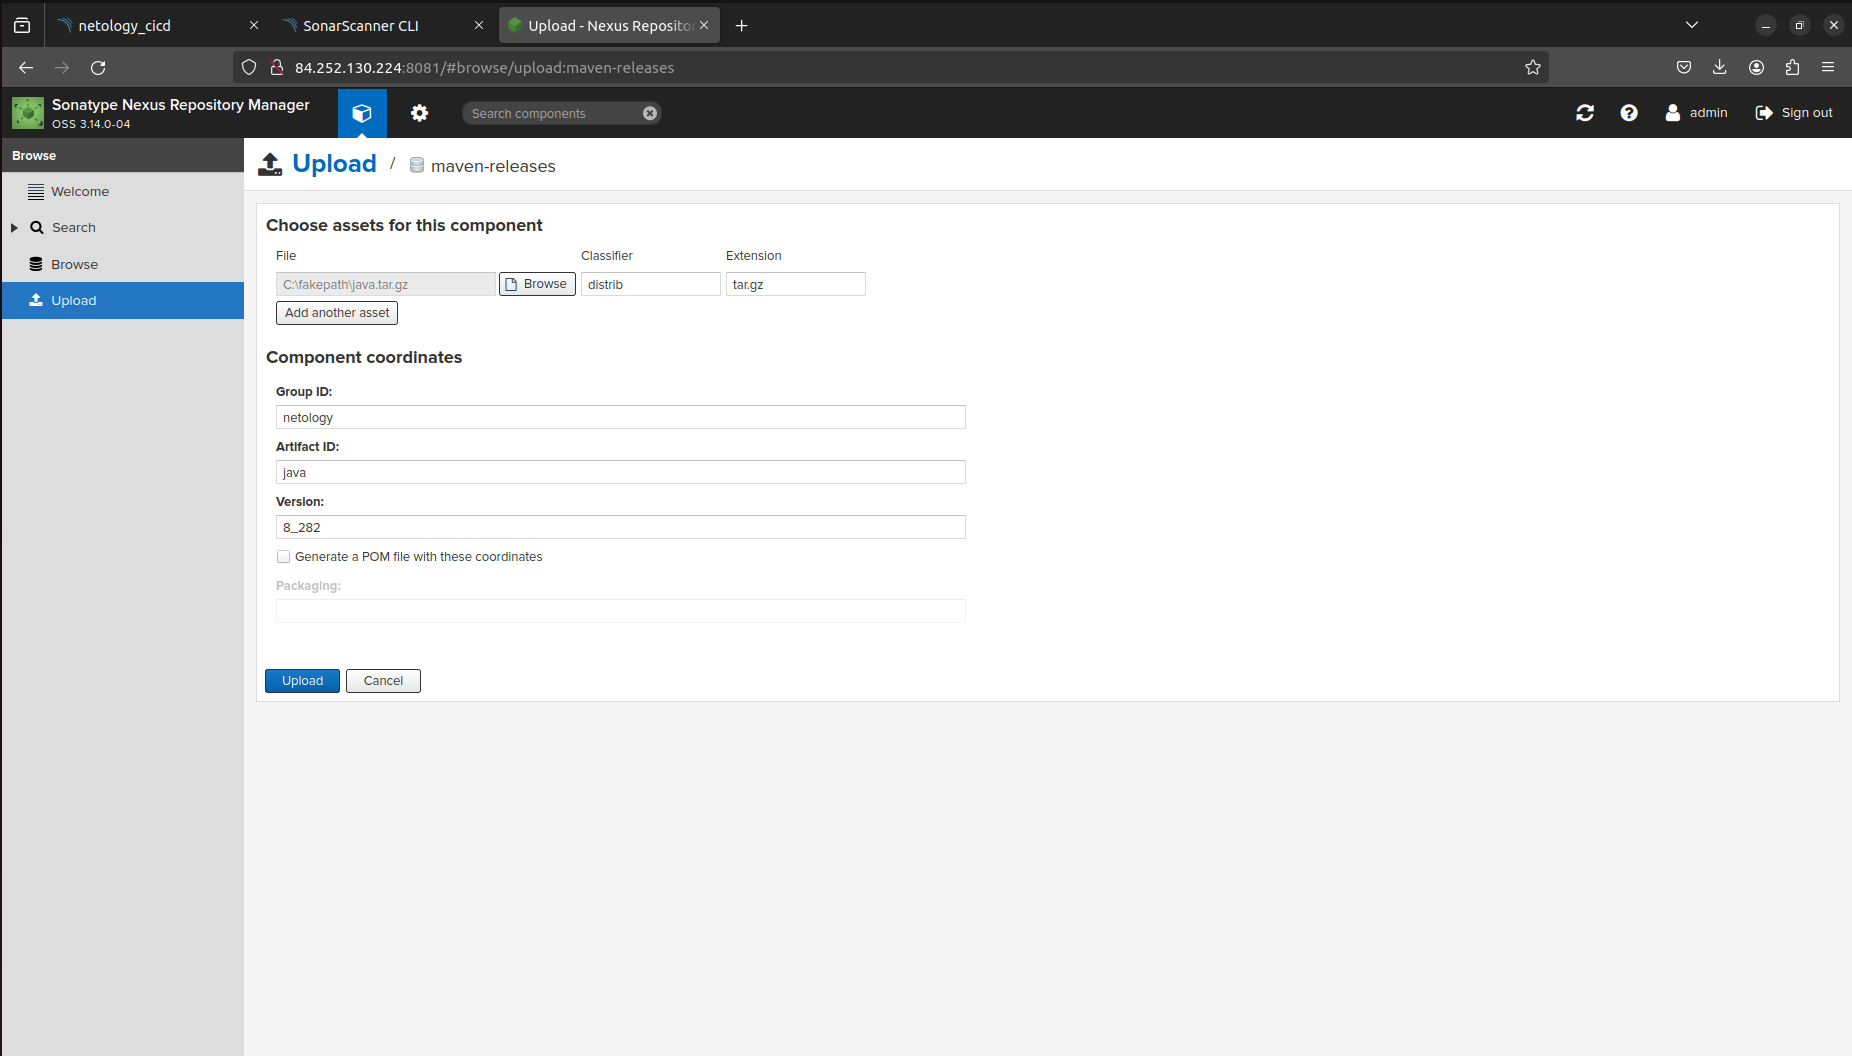 netology_cicd
SonarScanner CLI
Upload - Nexus Reposito
84.252.130.224:8081/#browse/upload:maven-releases
Sonatype Nexus Repository Manager
OSS 3.14.0-04
Search components
admin
Sign out
Browse
Welcome
Search
Browse
Upload
Upload / maven-releases
Choose assets for this component
File Classifier Extension
C:\fakepath\java.tar.gz Browse distrib tar.gz
Add another asset
Component coordinates
Group ID:
netology
Artifact ID:
java
Version:
8_282
Generate a POM file with these coordinates
Packaging:
Upload Cancel